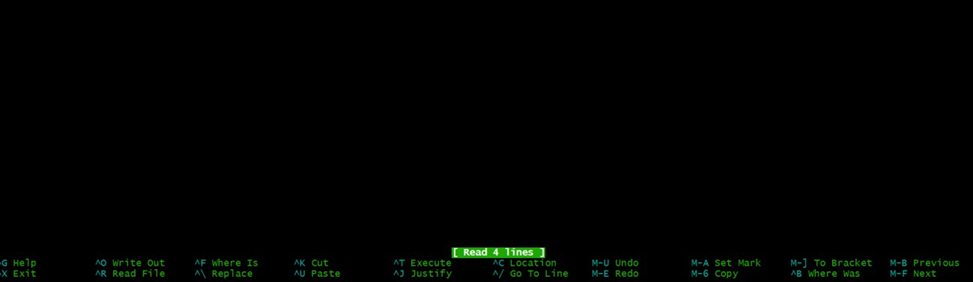 [ Read 4 lines ]
^G Help ^O Write Out ^F Where Is ^K Cut ^T Execute ^C Location M-U Undo M-A Set Mark M-] To Bracket M-B Previous
^X Exit ^R Read File ^\ Replace ^U Paste ^J Justify ^/ Go To Line M-E Redo M-6 Copy ^B Where Was M-F Next